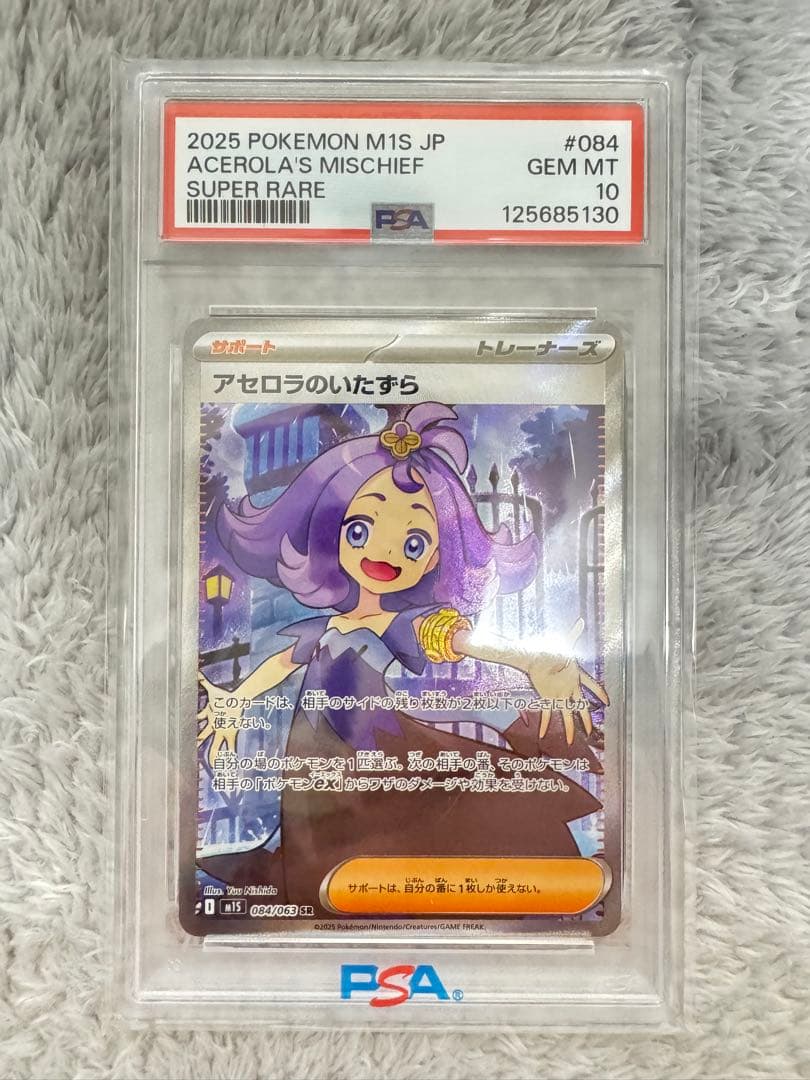 2025 POKEMON M1S JP #084
ACEROLA'S MISCHIEF GEM MT
SUPER RARE 10
PSA 125685130
サポート トレーナーズ
アセロラのいたずら
このカードは、相手のサイドの残り枚数が2枚以下のときにしか
使えない。
自分の場のポケモンを1匹選ぶ。次の相手の番、そのポケモンは
相手の「ポケモンex」からワザのダメージや効果を受けない。
サポートは、自分の番に1枚しか使えない。
Illus. Yuu Nishida
I M1S 084/063 SR
©2025 Pokémon/Nintendo/Creatures/GAME FREAK.
PSA®